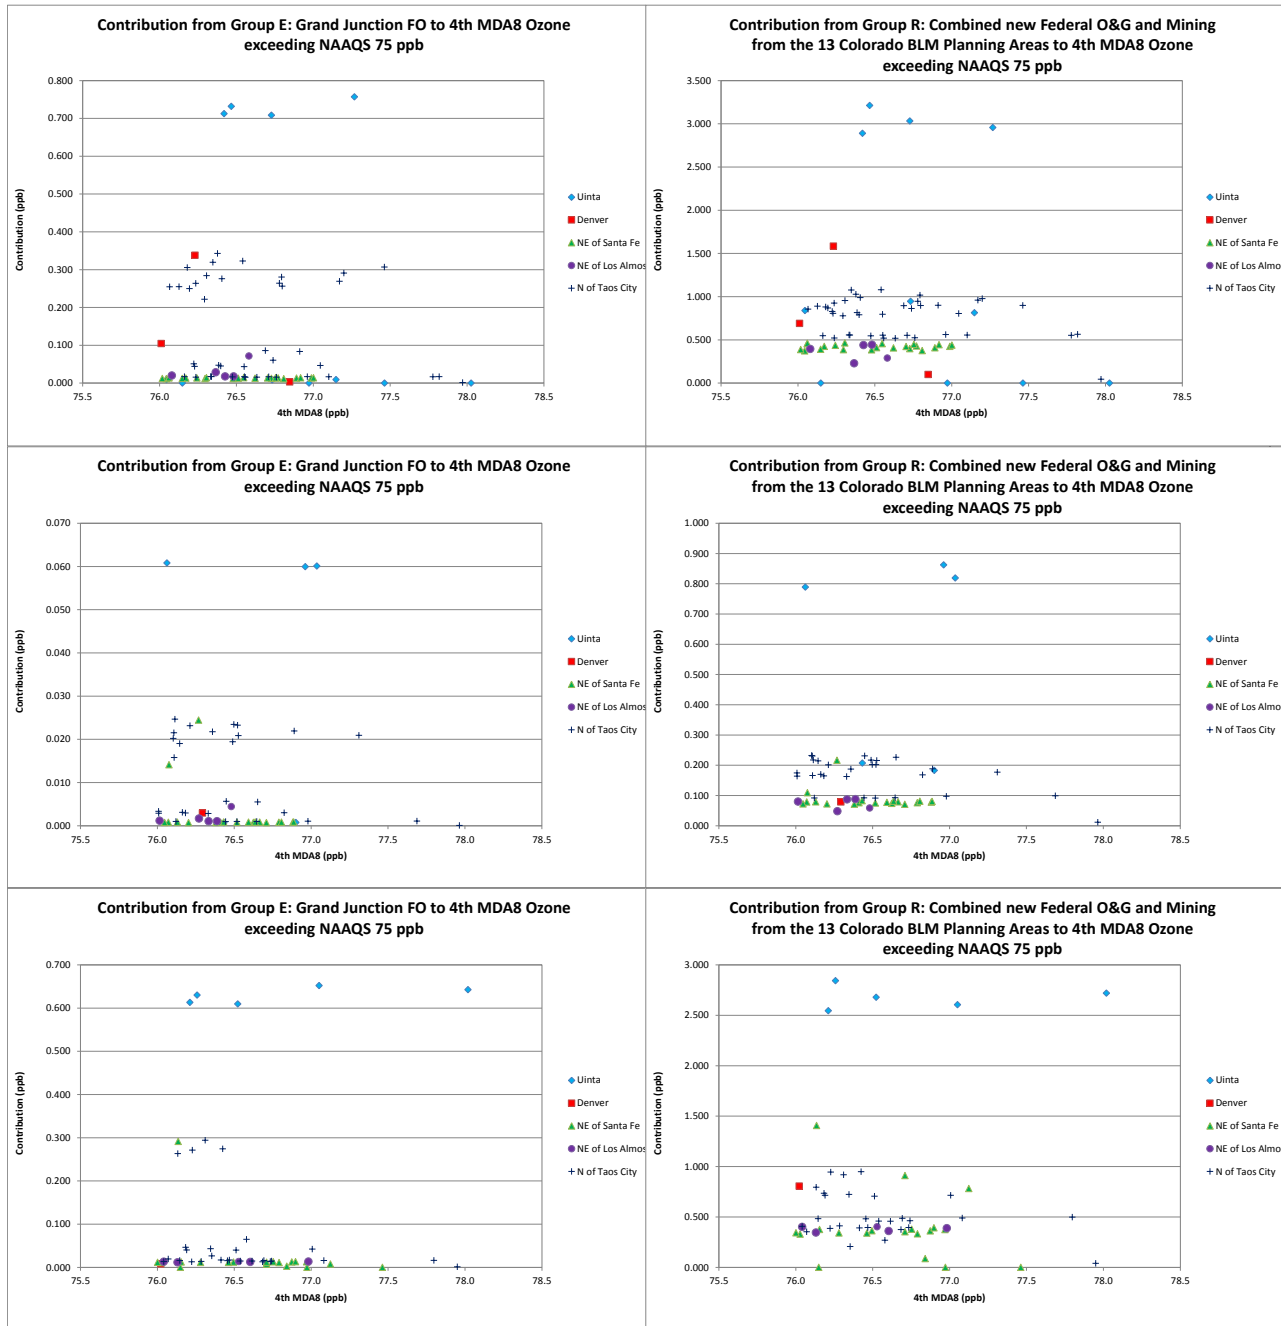 Contribution from Group E: Grand Junction FO to 4th MDA8 Ozone
exceeding NAAQS 75 ppb
0.800
0.700
0.600
0.500
0.400
0.300
0.200
0.100
0.000
75.5 76.0 76.5 77.0 77.5 78.0 78.5
Contribution (ppb)
4th MDA8 (ppb)
Uinta
Denver
NE of Santa Fe
NE of Los Almos
N of Taos City
Contribution from Group R: Combined new Federal O&G and Mining
from the 13 Colorado BLM Planning Areas to 4th MDA8 Ozone
exceeding NAAQS 75 ppb
3.500
3.000
2.500
2.000
1.500
1.000
0.500
0.000
75.5 76.0 76.5 77.0 77.5 78.0 78.5
Contribution (ppb)
4th MDA8 (ppb)
Uinta
Denver
NE of Santa Fe
NE of Los Almos
N of Taos City
Contribution from Group E: Grand Junction FO to 4th MDA8 Ozone
exceeding NAAQS 75 ppb
0.070
0.060
0.050
0.040
0.030
0.020
0.010
0.000
75.5 76.0 76.5 77.0 77.5 78.0 78.5
Contribution (ppb)
4th MDA8 (ppb)
Uinta
Denver
NE of Santa Fe
NE of Los Almos
N of Taos City
Contribution from Group R: Combined new Federal O&G and Mining
from the 13 Colorado BLM Planning Areas to 4th MDA8 Ozone
exceeding NAAQS 75 ppb
1.000
0.900
0.800
0.700
0.600
0.500
0.400
0.300
0.200
0.100
0.000
75.5 76.0 76.5 77.0 77.5 78.0 78.5
Contribution (ppb)
4th MDA8 (ppb)
Uinta
Denver
NE of Santa Fe
NE of Los Almos
N of Taos City
Contribution from Group E: Grand Junction FO to 4th MDA8 Ozone
exceeding NAAQS 75 ppb
0.700
0.600
0.500
0.400
0.300
0.200
0.100
0.000
75.5 76.0 76.5 77.0 77.5 78.0 78.5
Contribution (ppb)
4th MDA8 (ppb)
Uinta
Denver
NE of Santa Fe
NE of Los Almos
N of Taos City
Contribution from Group R: Combined new Federal O&G and Mining
from the 13 Colorado BLM Planning Areas to 4th MDA8 Ozone
exceeding NAAQS 75 ppb
3.000
2.500
2.000
1.500
1.000
0.500
0.000
75.5 76.0 76.5 77.0 77.5 78.0 78.5
Contribution (ppb)
4th MDA8 (ppb)
Uinta
Denver
NE of Santa Fe
NE of Los Almos
N of Taos City